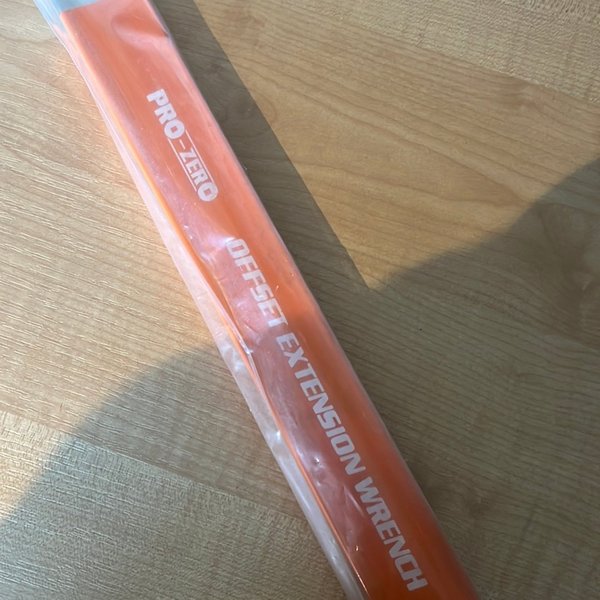 PRO-ZERO
OFFSET EXTENSION WRENCH